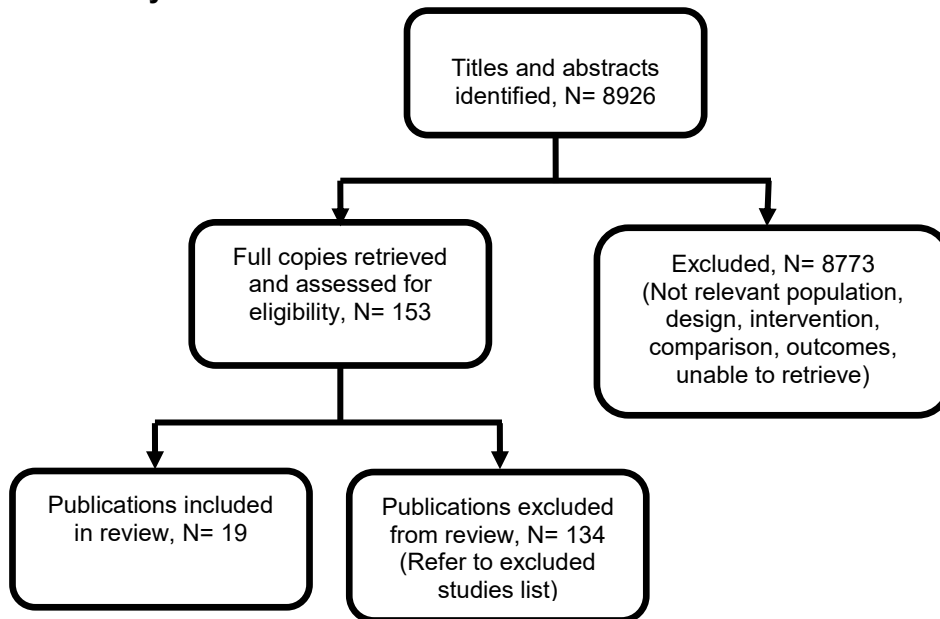 Titles and abstracts
identified, N= 8926
Full copies retrieved
and assessed for
eligibility, N= 153
Excluded, N= 8773
(Not relevant population,
design, intervention,
comparison, outcomes,
unable to retrieve)
Publications included
in review, N= 19
Publications excluded
from review, N= 134
(Refer to excluded
studies list)